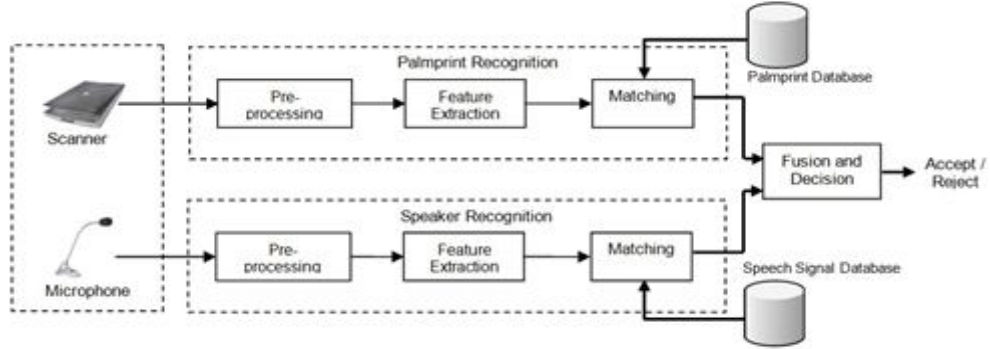 Palmprint Recognition
Palmprint Database
Scanner
Pre-
processing
Feature
Extraction
Matching
Fusion and
Decision
Accept /
Reject
Speaker Recognition
Microphone
Pre-
processing
Feature
Extraction
Matching
Speech Signal Database